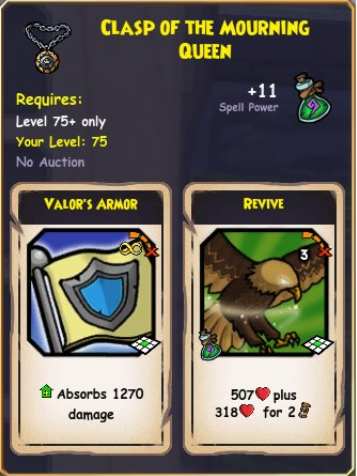 CLASP OF THE MOURNING
QUEEN
Requires:
Level 75+ only
Your Level: 75
No Auction
+11
Spell Power
VALOR'S ARMOR
Absorbs 1270
damage
REVIVE
3
507 plus
318 for 2